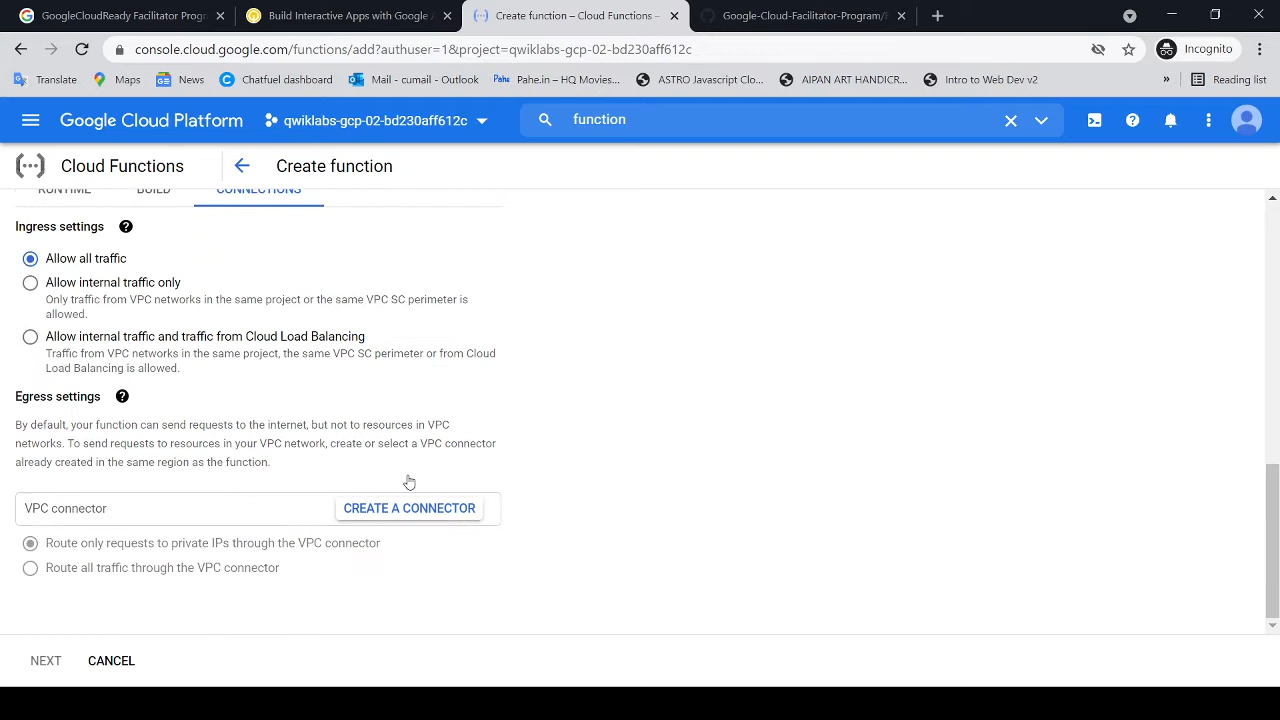 GoogleCloudReady Facilitator Progr
Build Interactive Apps with Google A
Create function – Cloud Functions –
Google-Cloud-Facilitator-Program/F
console.cloud.google.com/functions/add?authuser=1&project=qwiklabs-gcp-02-bd230aff612c
Incognito
Translate
Maps
News
Chatfuel dashboard
Mail - cumail - Outlook
Pahe Pahe.in – HQ Movies...
ASTRO Javascript Clo...
AIPAN ART HANDICR...
Intro to Web Dev v2
»
Reading list
Google Cloud Platform
qwiklabs-gcp-02-bd230aff612c
function
Cloud Functions
Create function
RUNTIME
BUILD
CONNECTIONS
Ingress settings
Allow all traffic
Allow internal traffic only
Only traffic from VPC networks in the same project or the same VPC SC perimeter is
allowed.
Allow internal traffic and traffic from Cloud Load Balancing
Traffic from VPC networks in the same project, the same VPC SC perimeter or from Cloud
Load Balancing is allowed.
Egress settings
By default, your function can send requests to the internet, but not to resources in VPC
networks. To send requests to resources in your VPC network, create or select a VPC connector
already created in the same region as the function.
VPC connector
CREATE A CONNECTOR
Route only requests to private IPs through the VPC connector
Route all traffic through the VPC connector
NEXT
CANCEL